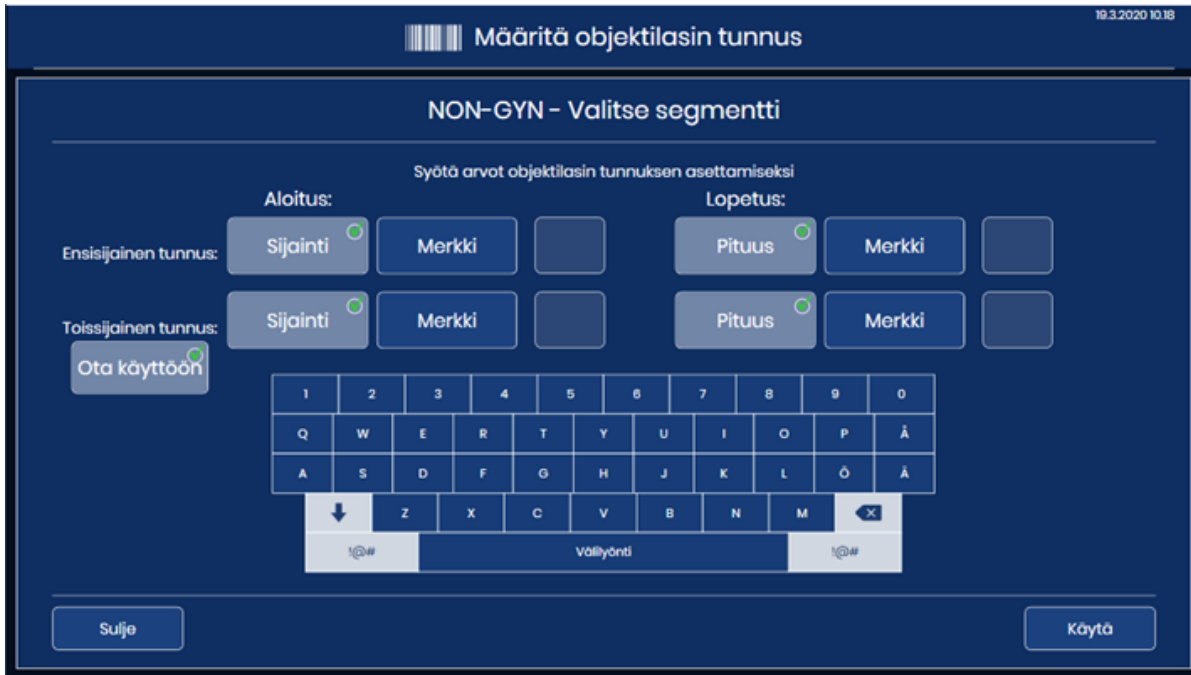 19.3.2020 10.18
Määritä objektilasin tunnus
NON-GYN - Valitse segmentti
Syötä arvot objektilasin tunnuksen asettamiseksi
Aloitus: Lopetus:
Ensisijainen tunnus: Sijainti Merkki Pituus Merkki
Toissijainen tunnus: Sijainti Merkki Pituus Merkki
Ota käyttöön
1 2 3 4 5 6 7 8 9 0
Q W E R T Y U I O P Å
A S D F G H J K L Ö Ä
Z X C V B N M
!@# Välilyönti !@#
Sulje Käytä